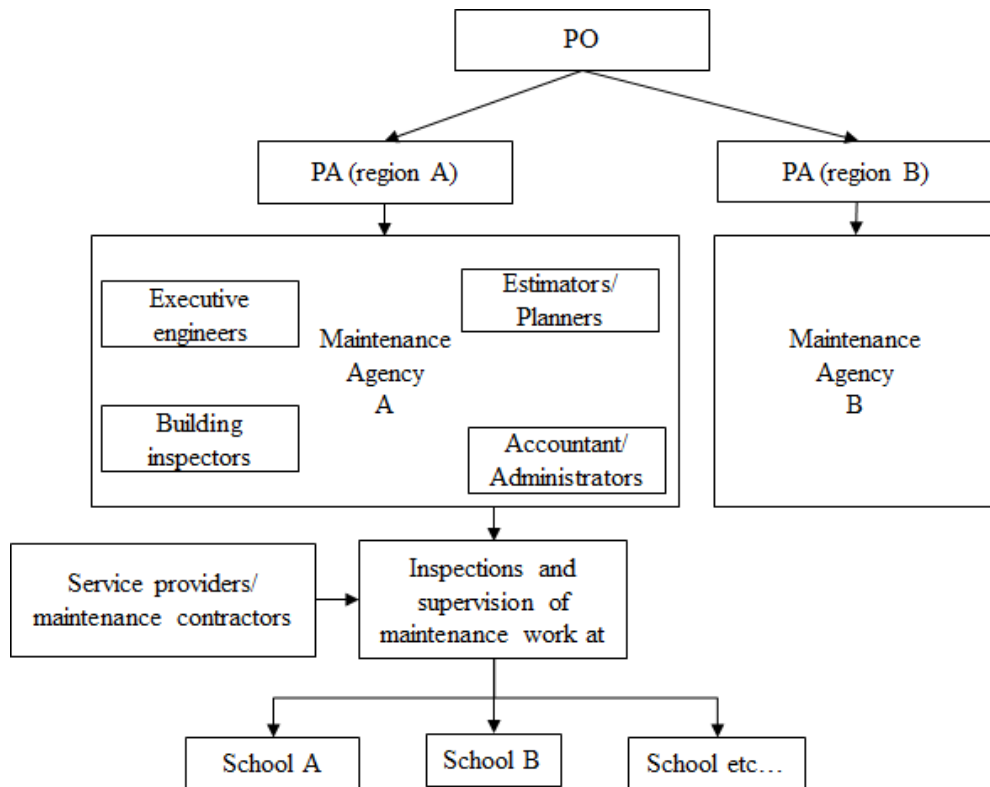 PO
PA (region A)
PA (region B)
Executive
engineers
Estimators/
Planners
Maintenance
Agency
A
Building
inspectors
Accountant/
Administrators
Maintenance
Agency
B
Service providers/
maintenance contractors
Inspections and
supervision of
maintenance work at
School A
School B
School etc…